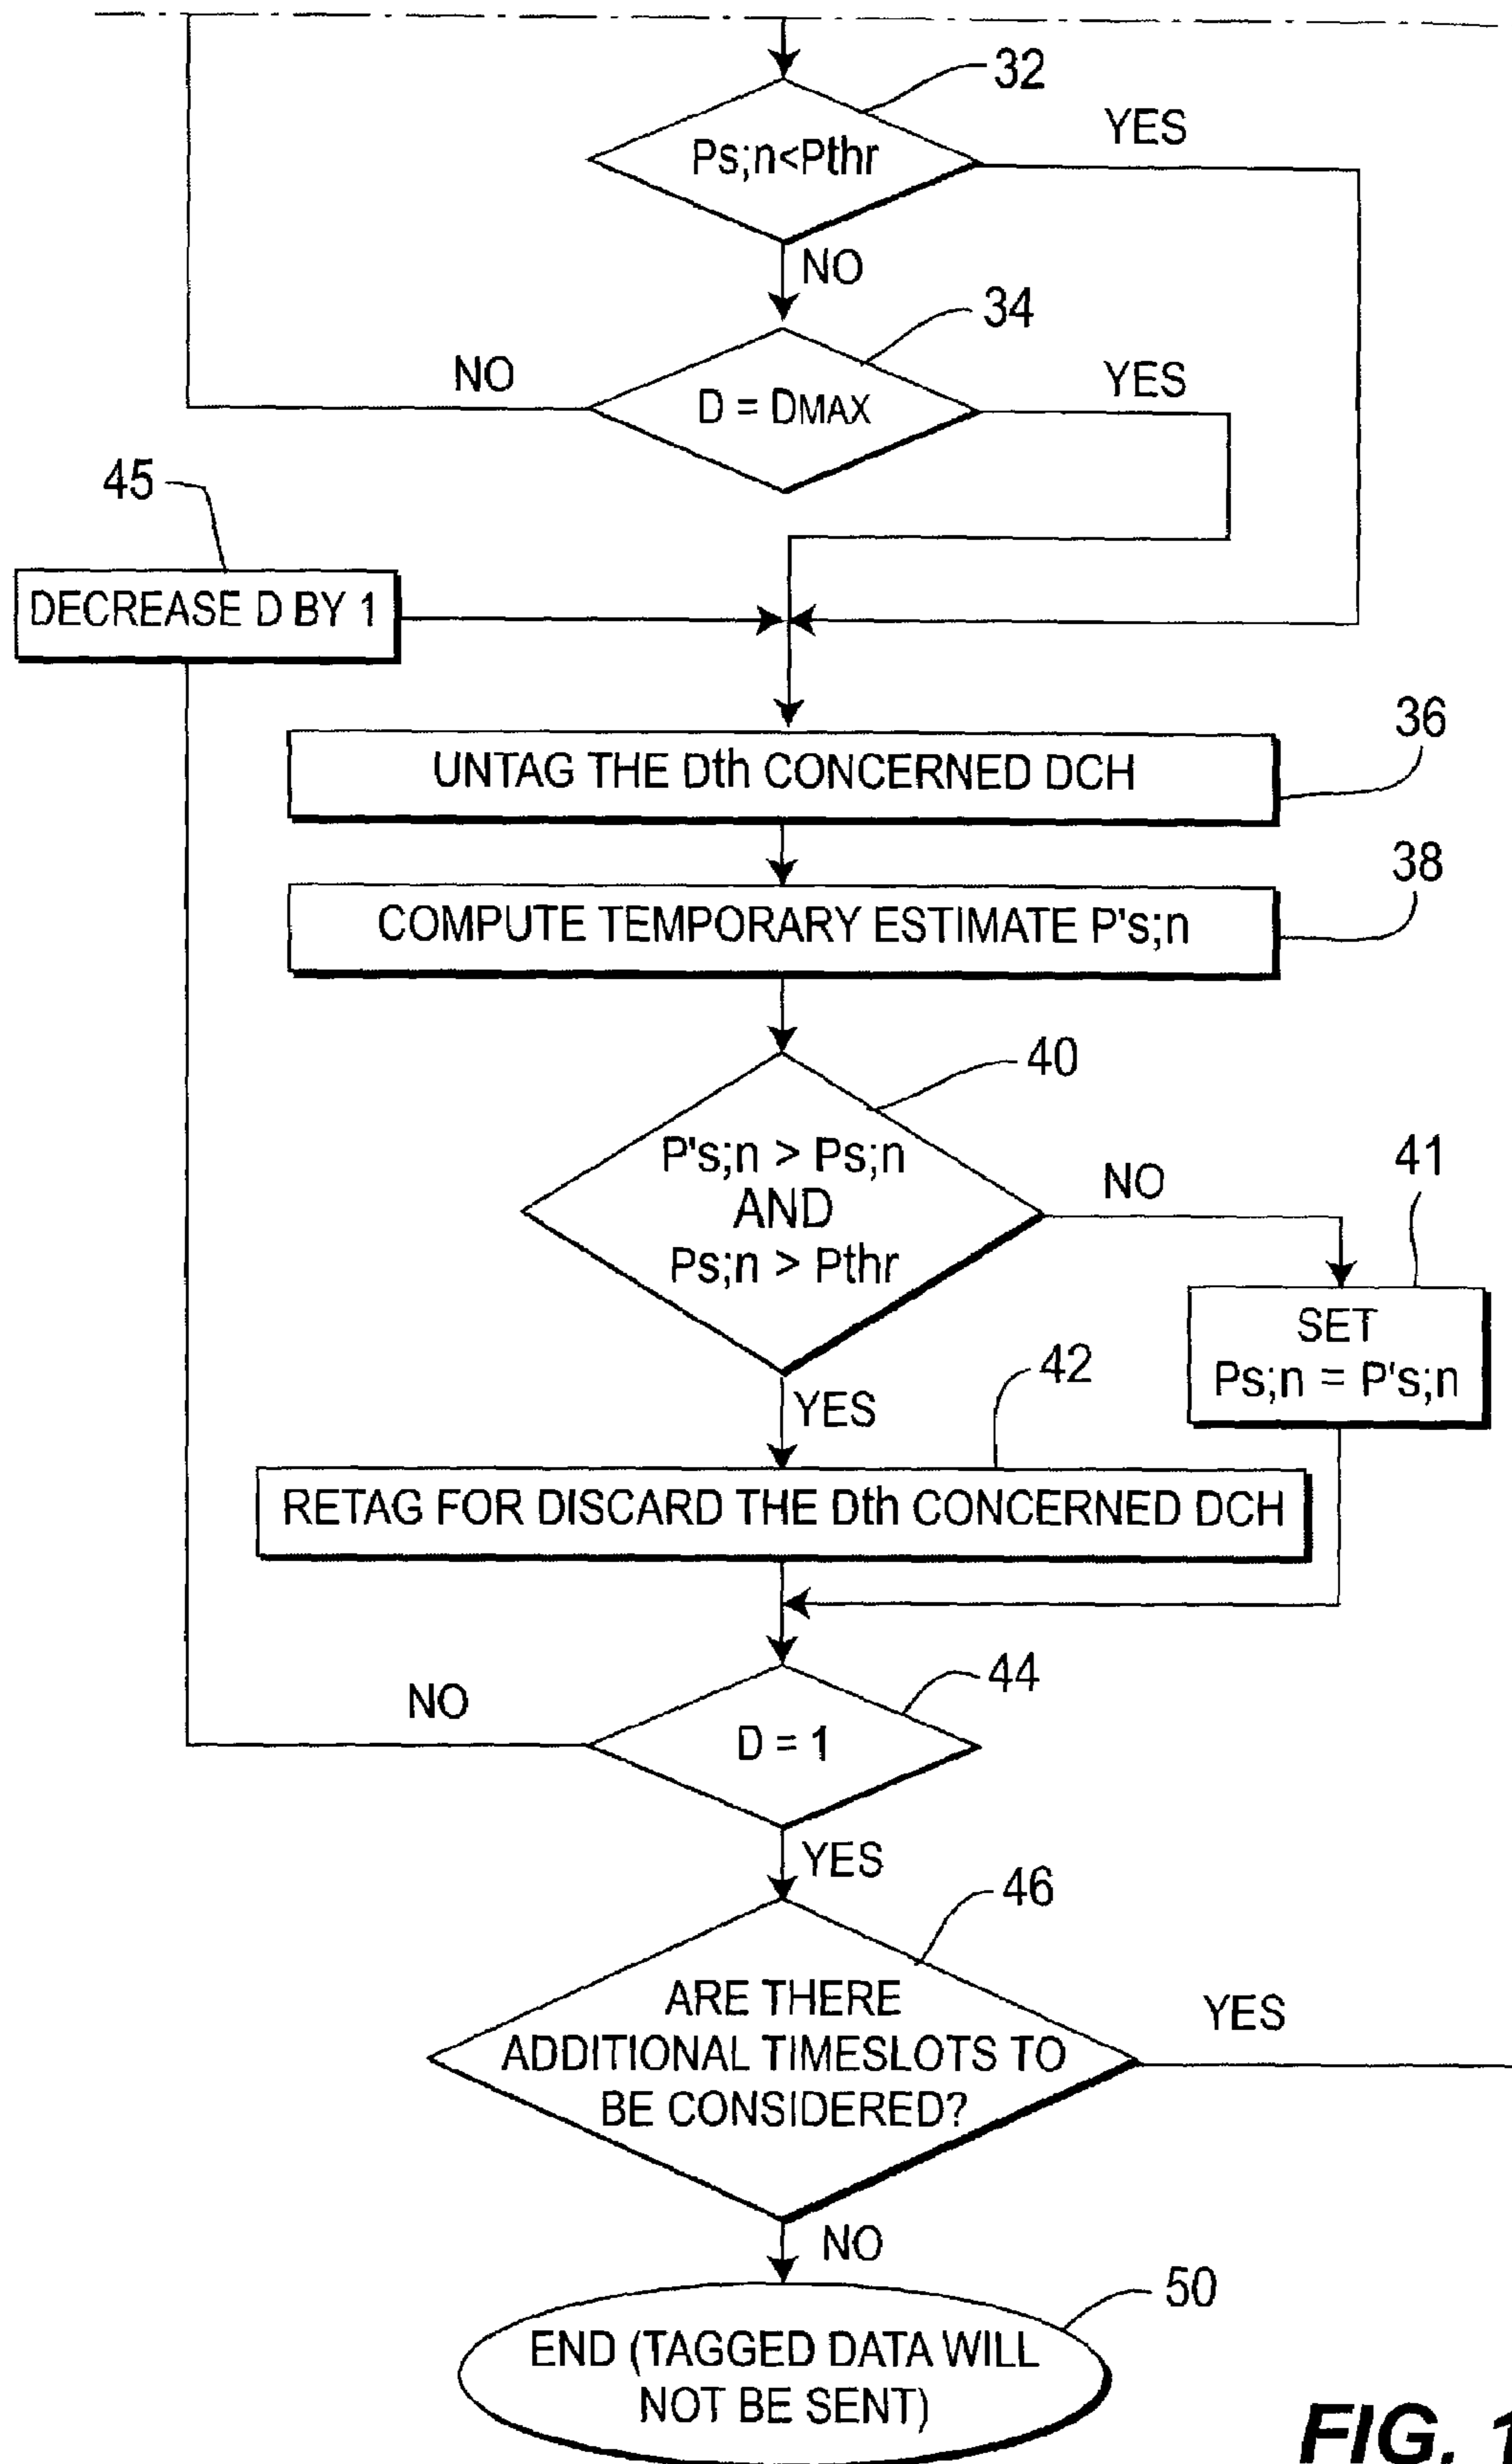 32
Ps;n<Pthr
YES
NO
34
NO
D = DMAX
YES
45
DECREASE D BY 1
36
UNTAG THE Dth CONCERNED DCH
38
COMPUTE TEMPORARY ESTIMATE P's;n
40
P's;n > Ps;n
AND
Ps;n > Pthr
NO
41
SET
Ps;n = P's;n
42
YES
RETAG FOR DISCARD THE Dth CONCERNED DCH
44
NO
D = 1
YES
46
ARE THERE
ADDITIONAL TIMESLOTS TO
BE CONSIDERED?
YES
NO
50
END (TAGGED DATA WILL
NOT BE SENT)
FIG. 1